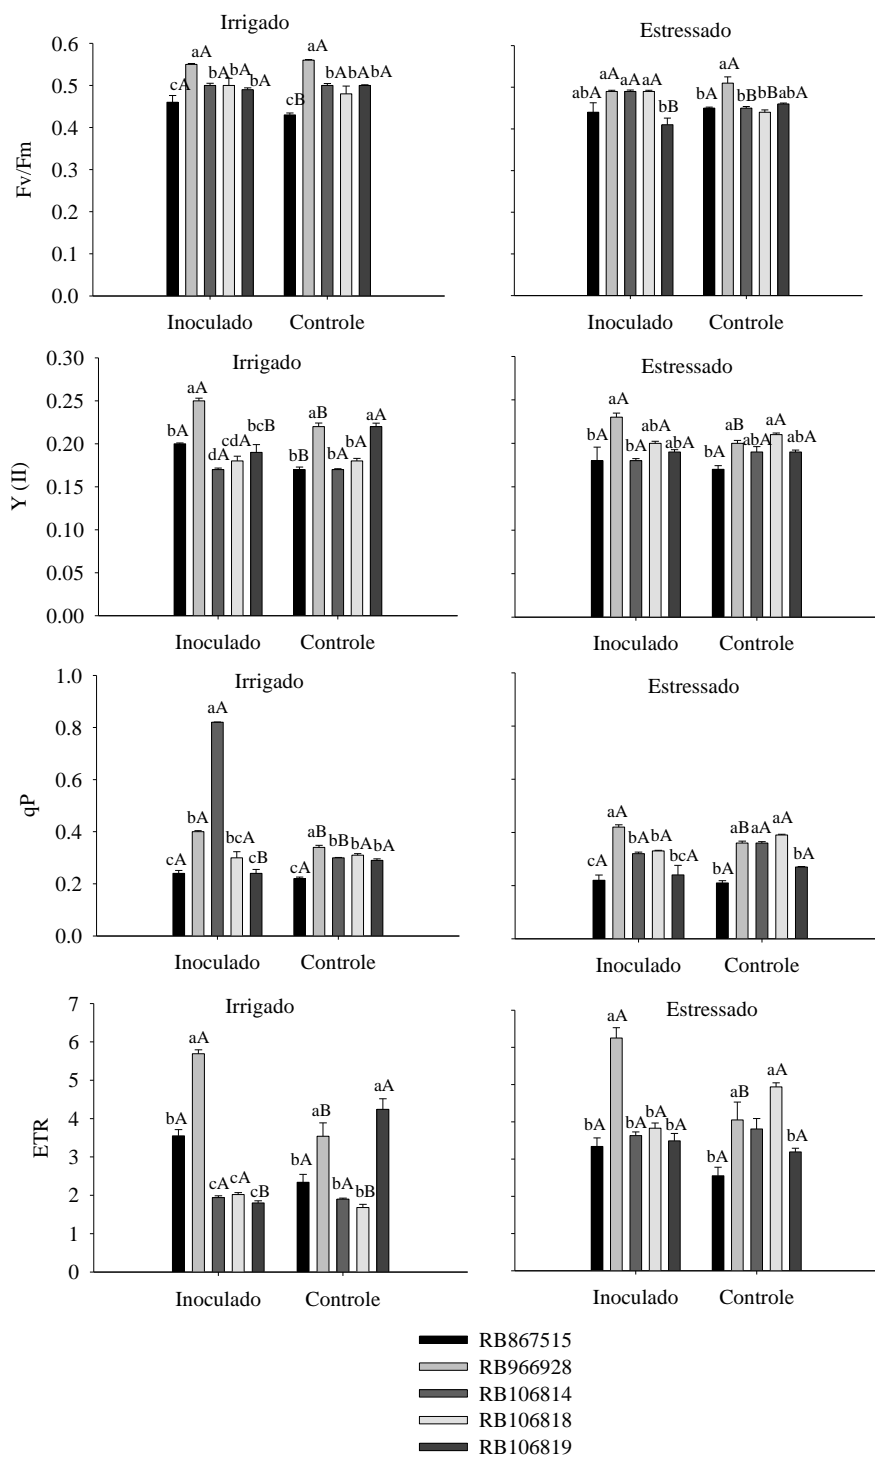 Irrigado
Estressado
Fv/Fm
0.6
0.5
0.4
0.3
0.2
0.1
0.0
cA aA bA bA bA cB aA bA bA bA
abA aA aA aA bB bA aA bB bB abA
Inoculado Controle
Inoculado Controle
Irrigado
Estressado
Y (II)
0.30
0.25
0.20
0.15
0.10
0.05
0.00
bA aA dA cdA bcB bB aB bA bA aA
bA aA bA abA abA bA aB abA aA abA
Inoculado Controle
Inoculado Controle
Irrigado
Estressado
qP
1.0
0.8
0.6
0.4
0.2
0.0
cA bA aA bcA cB cA aB bB bA bA
cA aA bA bA bcA bA aB aA aA bA
Inoculado Controle
Inoculado Controle
Irrigado
Estressado
ETR
7
6
5
4
3
2
1
0
bA aA cA cA cB bA aB bA bB aA
bA aA bA bA bA bA aB aA bA
Inoculado Controle
Inoculado Controle
RB867515
RB966928
RB106814
RB106818
RB106819